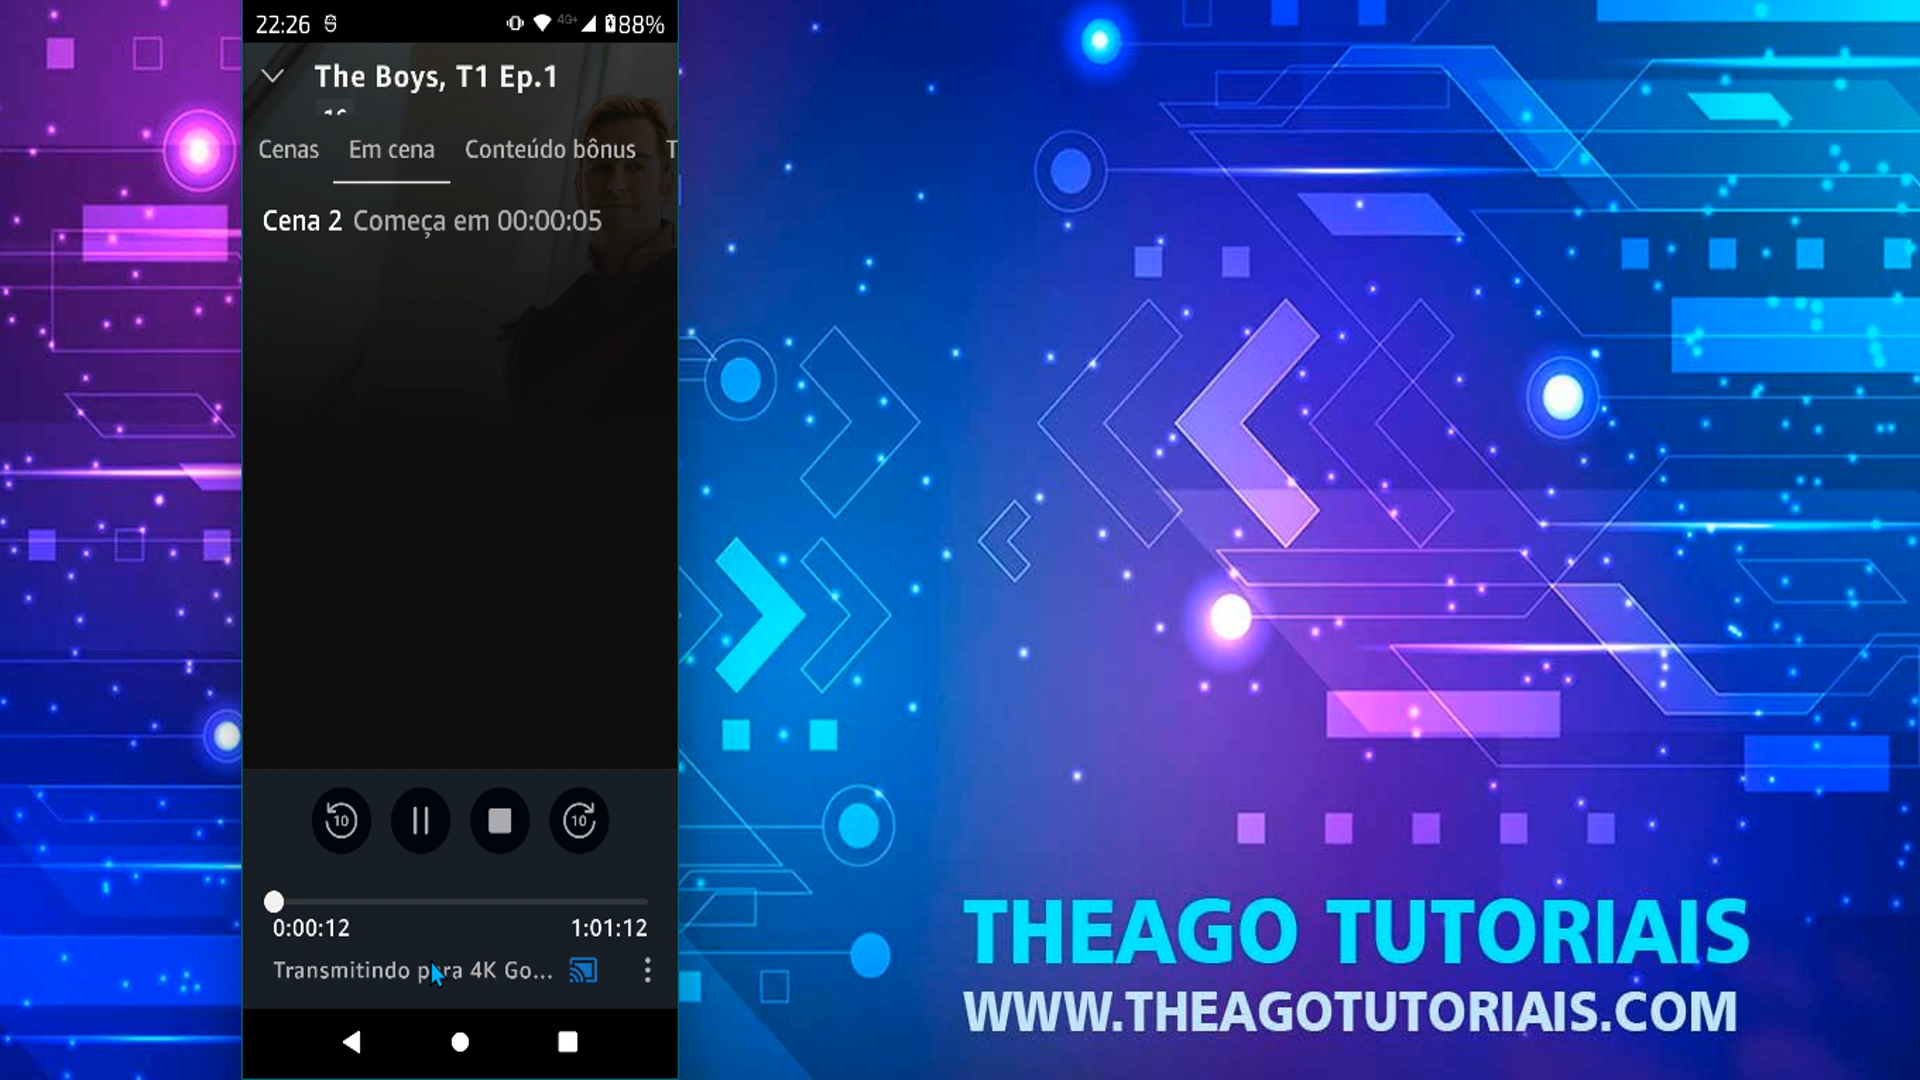 22:26
4G+
88%
The Boys, T1 Ep.1
Cenas
Em cena
Conteúdo bônus
T
Cena 2 Começa em 00:00:05
10
10
0:00:12
1:01:12
Transmitindo para 4K Go...
THEAGO TUTORIAIS
WWW.THEAGOTUTORIAIS.COM